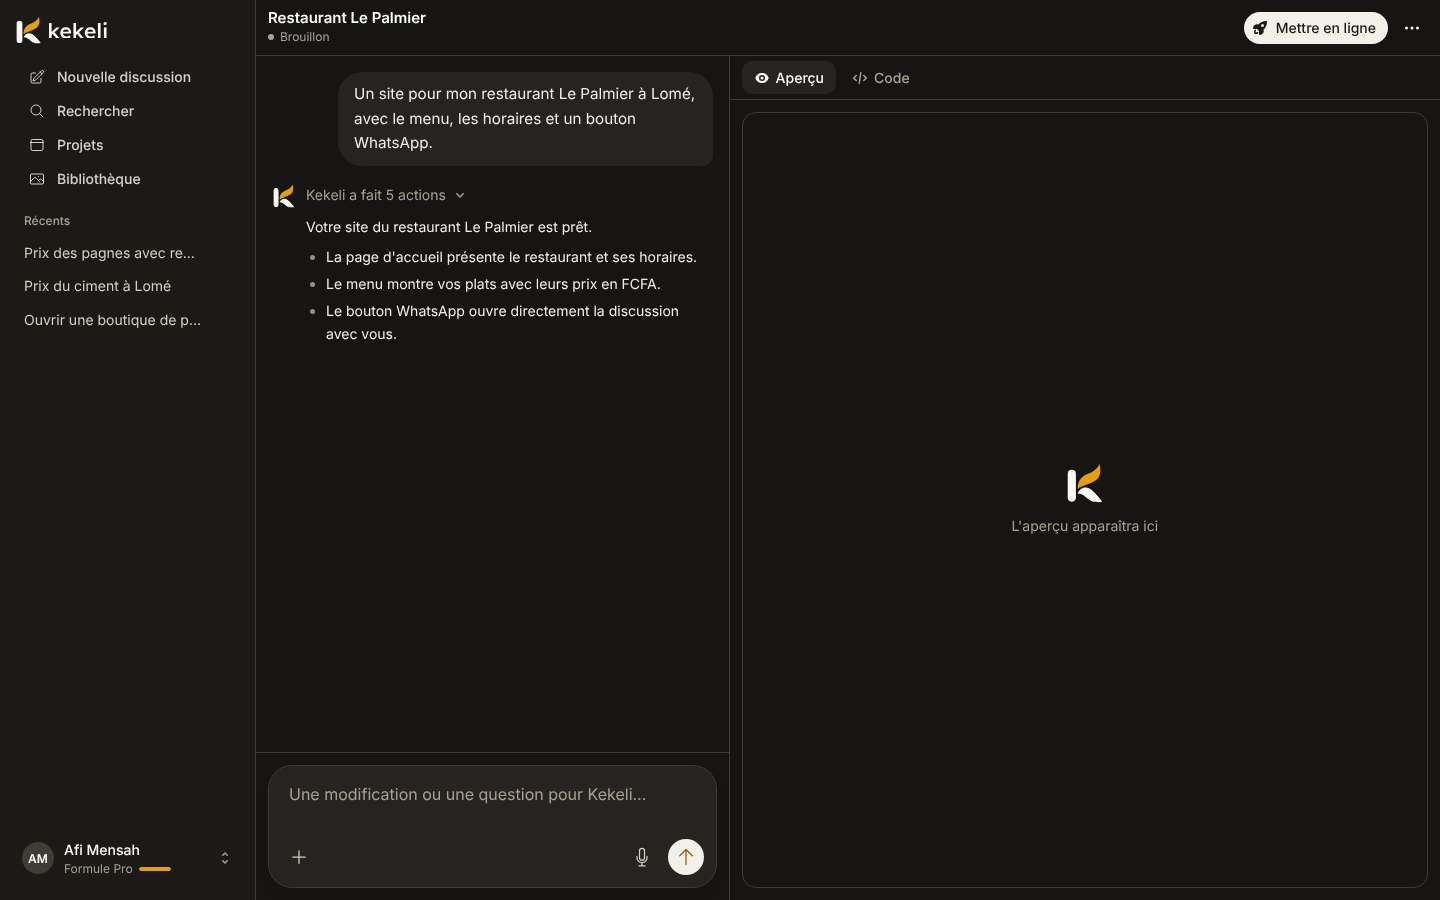 kekeli
Nouvelle discussion
Rechercher
Projets
Bibliothèque
Récents
Prix des pagnes avec re...
Prix du ciment à Lomé
Ouvrir une boutique de p...
AM
Afi Mensah
Formule Pro
Restaurant Le Palmier
Brouillon
Mettre en ligne
Un site pour mon restaurant Le Palmier à Lomé,
avec le menu, les horaires et un bouton
WhatsApp.
Kekeli a fait 5 actions
Votre site du restaurant Le Palmier est prêt.
• La page d'accueil présente le restaurant et ses horaires.
• Le menu montre vos plats avec leurs prix en FCFA.
• Le bouton WhatsApp ouvre directement la discussion
avec vous.
Une modification ou une question pour Kekeli...
Aperçu
Code
L'aperçu apparaîtra ici